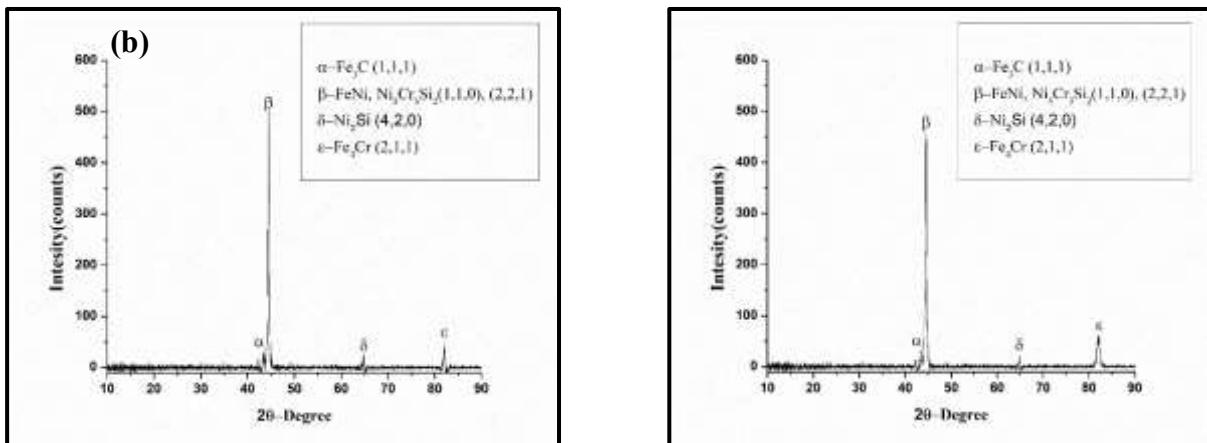 (b)
α–Fe₃C (1,1,1)
β–FeNi, Ni₅Cr₃Si₂(1,1,0), (2,2,1)
δ–Ni₂Si (4,2,0)
ε–Fe₂Cr (2,1,1)
600
500
400
300
200
100
0
Intesity(counts)
β
α
δ
ε
10 20 30 40 50 60 70 80 90
2θ–Degree
α–Fe₃C (1,1,1)
β–FeNi, Ni₅Cr₃Si₂(1,1,0), (2,2,1)
δ–Ni₂Si (4,2,0)
ε–Fe₂Cr (2,1,1)
600
500
400
300
200
100
0
Intesity(counts)
β
α
δ
ε
10 20 30 40 50 60 70 80 90
2θ–Degree